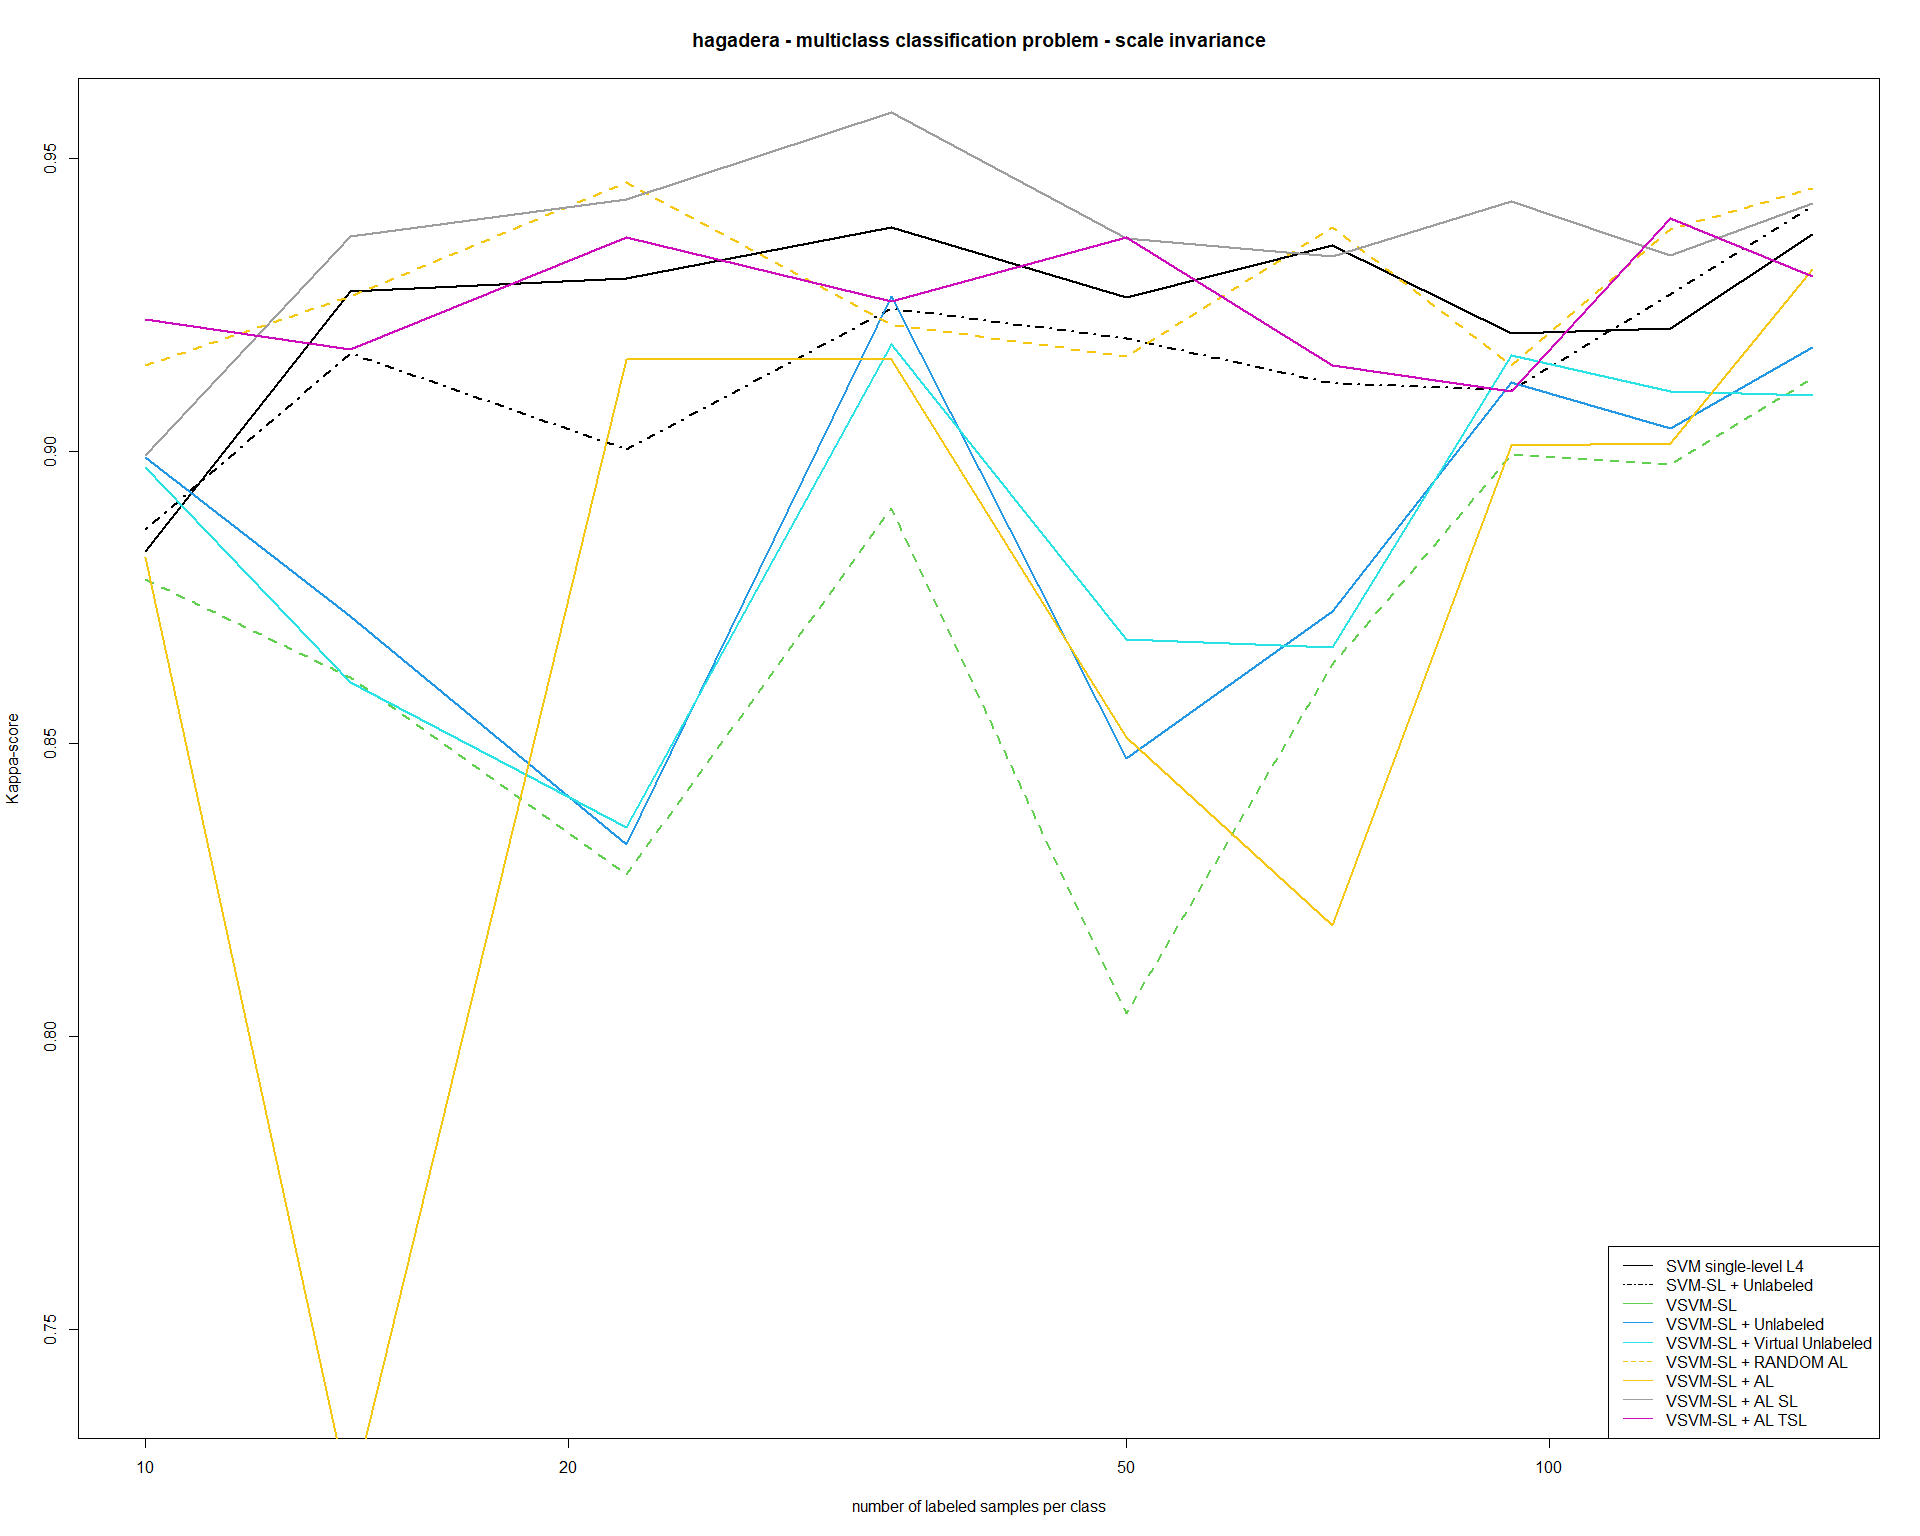 hagadera - multiclass classification problem - scale invariance
0.95
0.90
0.85
0.80
0.75
Kappa-score
10
20
50
100
number of labeled samples per class
SVM single-level L4
SVM-SL + Unlabeled
VSVM-SL
VSVM-SL + Unlabeled
VSVM-SL + Virtual Unlabeled
VSVM-SL + RANDOM AL
VSVM-SL + AL
VSVM-SL + AL SL
VSVM-SL + AL TSL